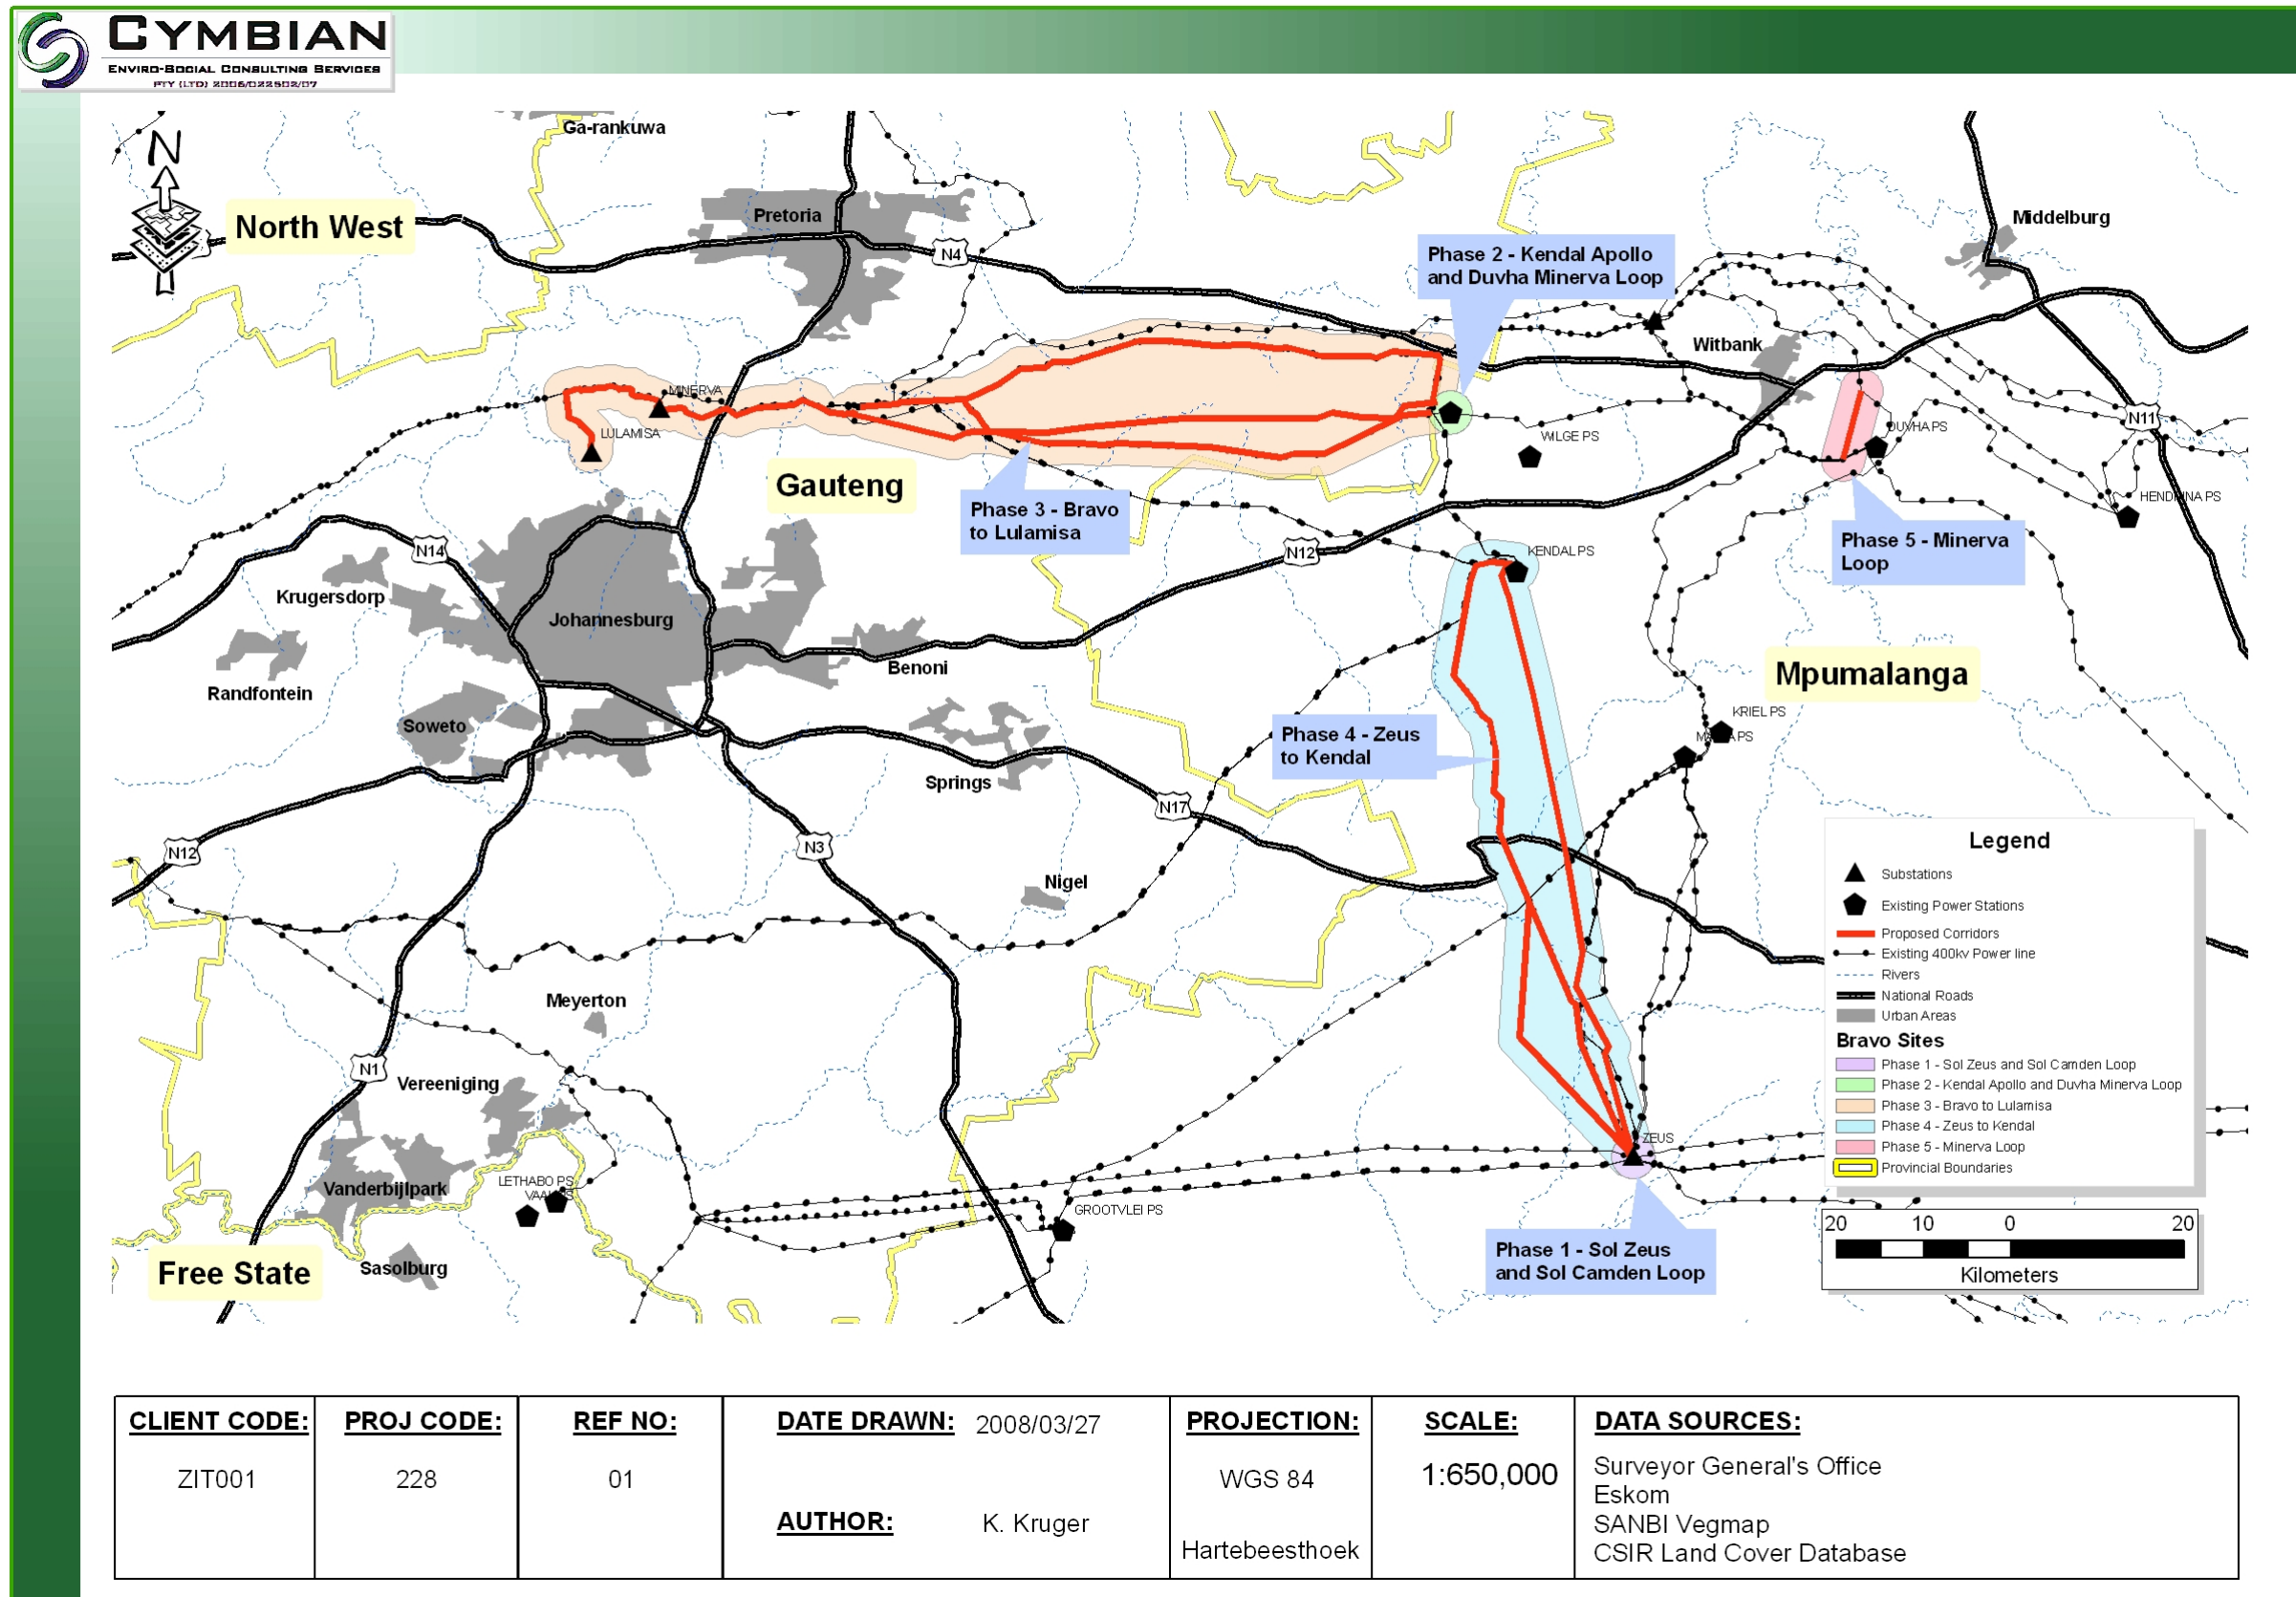 CYMBIAN
ENVIRO-SOCIAL CONSULTING SERVICES
PTY (LTD) 2006/022502/07
N
Ga-rankuwa
North West
Pretoria
N4
Middelburg
Phase 2 - Kendal Apollo
and Duvha Minerva Loop
Witbank
MINERVA
LULAMISA
Gauteng
WILGE PS
DUVHA PS
N11
HENDRINA PS
Phase 3 - Bravo
to Lulamisa
Phase 5 - Minerva
Loop
N14
N12
KENDAL PS
Krugersdorp
Johannesburg
Benoni
Randfontein
Mpumalanga
Soweto
KRIEL PS
PS
Phase 4 - Zeus
to Kendal
Springs
N17
N12
N3
Nigel
Meyerton
N1
Vereeniging
ZEUS
Vanderbijlpark
LETHABO PS
GROOTVLEI PS
Free State
Sasolburg
Phase 1 - Sol Zeus
and Sol Camden Loop
Legend
Substations
Existing Power Stations
Proposed Corridors
Existing 400kv Power line
Rivers
National Roads
Urban Areas
Bravo Sites
Phase 1 - Sol Zeus and Sol Camden Loop
Phase 2 - Kendal Apollo and Duvha Minerva Loop
Phase 3 - Bravo to Lulamisa
Phase 4 - Zeus to Kendal
Phase 5 - Minerva Loop
Provincial Boundaries
20 10 0 20
Kilometers
CLIENT CODE:
ZIT001
PROJ CODE:
228
REF NO:
01
DATE DRAWN: 2008/03/27
AUTHOR: K. Kruger
PROJECTION:
WGS 84
Hartebeesthoek
SCALE:
1:650,000
DATA SOURCES:
Surveyor General's Office
Eskom
SANBI Vegmap
CSIR Land Cover Database